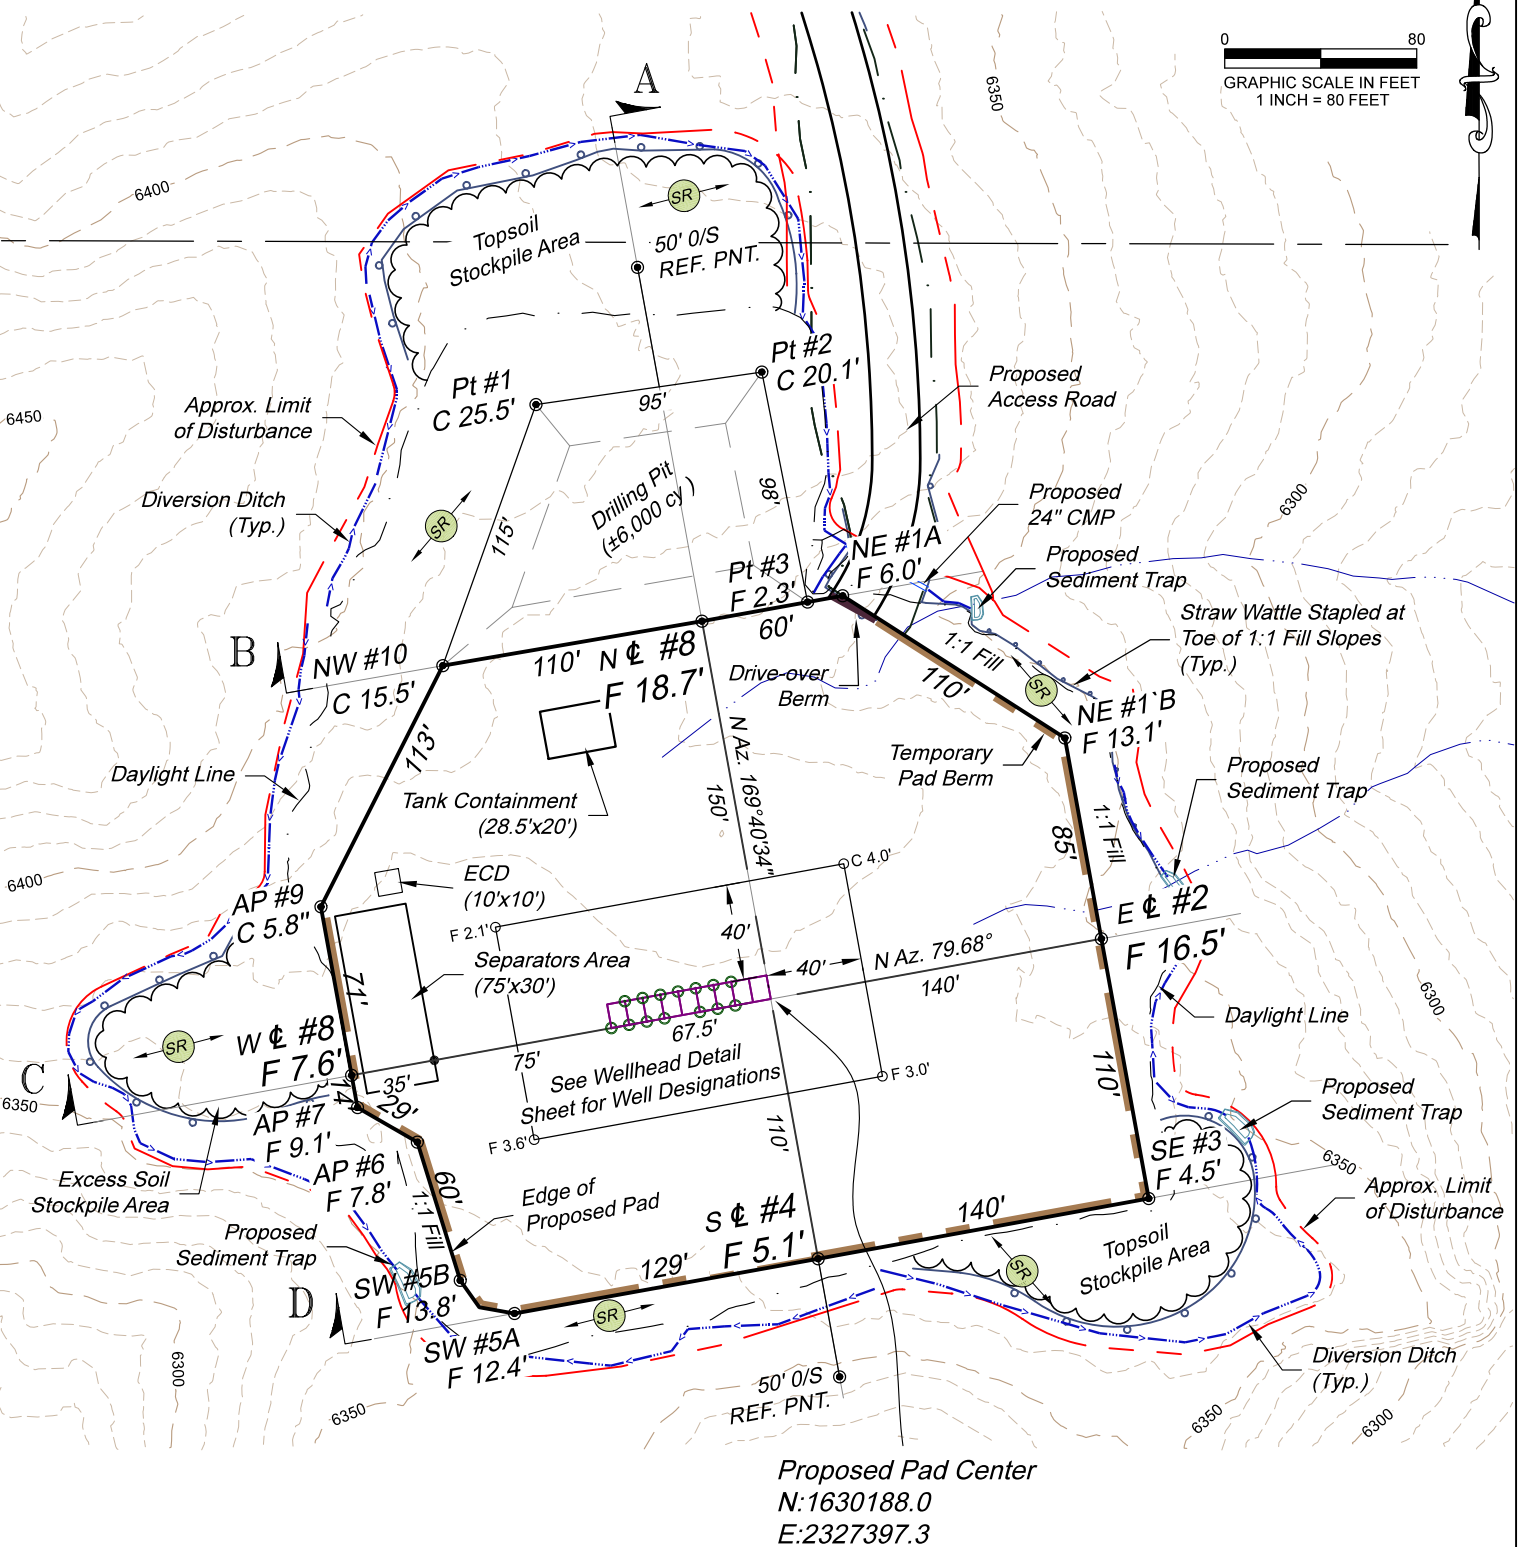 0 80
GRAPHIC SCALE IN FEET
1 INCH = 80 FEET
A
6350
6400
SR
Topsoil
Stockpile Area
50' 0/S
REF. PNT.
Pt #2
C 20.1'
Pt #1
C 25.5'
95'
Proposed
Access Road
6450
Approx. Limit
of Disturbance
Diversion Ditch
(Typ.)
SR
115'
Drilling Pit
(±6,000 cy )
98'
Proposed
24" CMP
6300
NE #1A
F 6.0'
Proposed
Sediment Trap
Pt #3
F 2.3'
60'
Straw Wattle Stapled at
Toe of 1:1 Fill Slopes
(Typ.)
B
NW #10
C 15.5'
110'
N ℄ #8
F 18.7'
1:1 Fill
110'
SR
Drive-over
Berm
NE #1`B
F 13.1'
113'
Daylight Line
Tank Containment
(28.5'x20')
N Az. 169°40'34"
150'
Temporary
Pad Berm
Proposed
Sediment Trap
1:1 Fill
85'
6400
AP #9
C 5.8"
ECD
(10'x10')
C 4.0'
E ℄ #2
F 16.5'
F 2.1'
40'
Separators Area
(75'x30')
40'
N Az. 79.68°
140'
71'
6300
Daylight Line
SR
W ℄ #8
F 7.6'
67.5'
75'
See Wellhead Detail
Sheet for Well Designations
F 3.0'
C
6350
35'
14'
29'
110'
110'
Proposed
Sediment Trap
AP #7
F 9.1'
F 3.6'
SE #3
F 4.5'
6350
Excess Soil
Stockpile Area
AP #6
F 7.8'
60'
1:1 Fill
Edge of
Proposed Pad
Approx. Limit
of Disturbance
S ℄ #4
F 5.1'
140'
Proposed
Sediment Trap
129'
Topsoil
Stockpile Area
SR
SW #5B
F 13.8'
D
SR
SW #5A
F 12.4'
Diversion Ditch
(Typ.)
6300
50' 0/S
REF. PNT.
6350
6350
6300
Proposed Pad Center
N:1630188.0
E:2327397.3